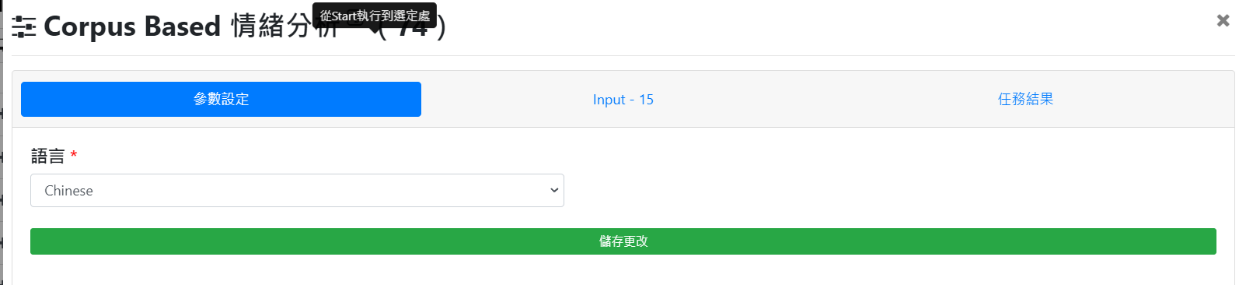 從Start執行到選定處
Corpus Based 情緒分析 ( 74 )
參數設定
Input - 15
任務結果
語言 *
Chinese
儲存更改